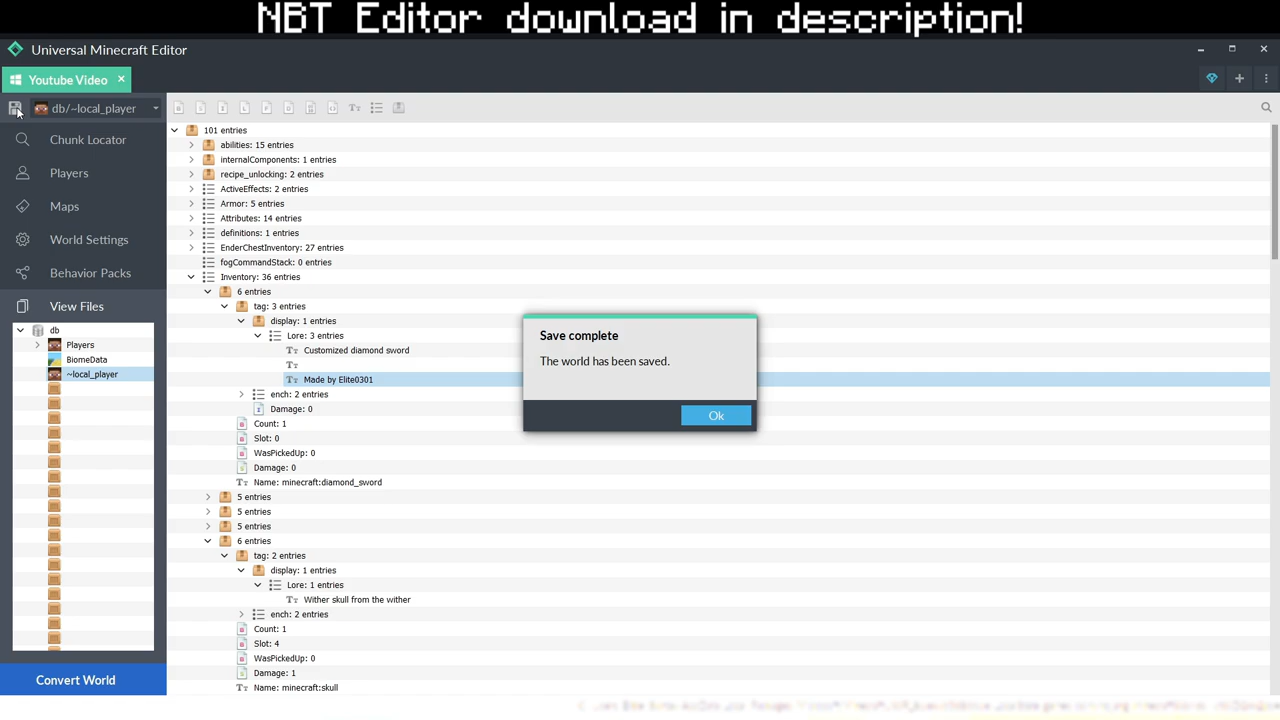 NBT Editor download in description!
Universal Minecraft Editor
Youtube Video
db/~local_player
Chunk Locator
Players
Maps
World Settings
Behavior Packs
View Files
db
Players
BiomeData
~local_player
Convert World
101 entries
abilities: 15 entries
internalComponents: 1 entries
recipe_unlocking: 2 entries
ActiveEffects: 2 entries
Armor: 5 entries
Attributes: 14 entries
definitions: 1 entries
EnderChestInventory: 27 entries
fogCommandStack: 0 entries
Inventory: 36 entries
6 entries
tag: 3 entries
display: 1 entries
Lore: 3 entries
Customized diamond sword
Made by Elite0301
ench: 2 entries
Damage: 0
Count: 1
Slot: 0
WasPickedUp: 0
Damage: 0
Name: minecraft:diamond_sword
5 entries
5 entries
5 entries
6 entries
tag: 2 entries
display: 1 entries
Lore: 1 entries
Wither skull from the wither
ench: 2 entries
Count: 1
Slot: 4
WasPickedUp: 0
Damage: 1
Name: minecraft:skull
Save complete
The world has been saved.
Ok